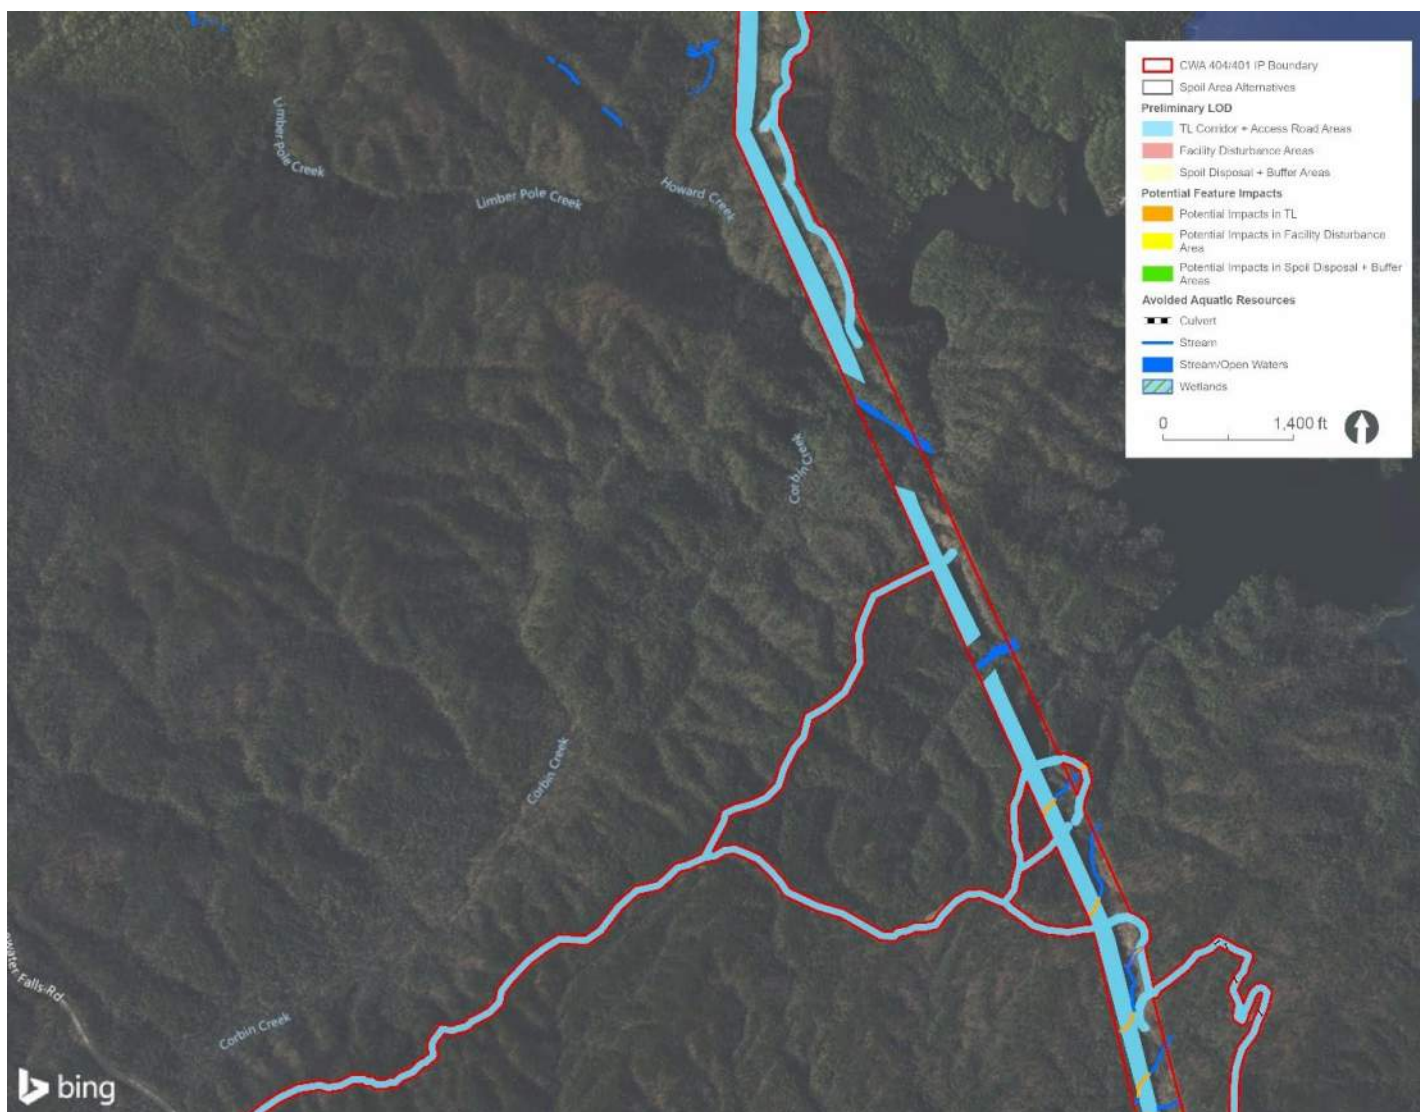 CWA 404/401 IP Boundary
Spoil Area Alternatives
Preliminary LOD
TL Corridor + Access Road Areas
Facility Disturbance Areas
Spoil Disposal + Buffer Areas
Potential Feature Impacts
Potential Impacts in TL
Potential Impacts in Facility Disturbance
Area
Potential Impacts in Spoil Disposal + Buffer
Areas
Avoided Aquatic Resources
Culvert
Stream
Stream/Open Waters
Wetlands
0 1,400 ft
Limber Pole Creek
Limber Pole Creek
Howard Creek
Corbin Creek
Corbin Creek
Water Falls Rd
Corbin Creek
bing